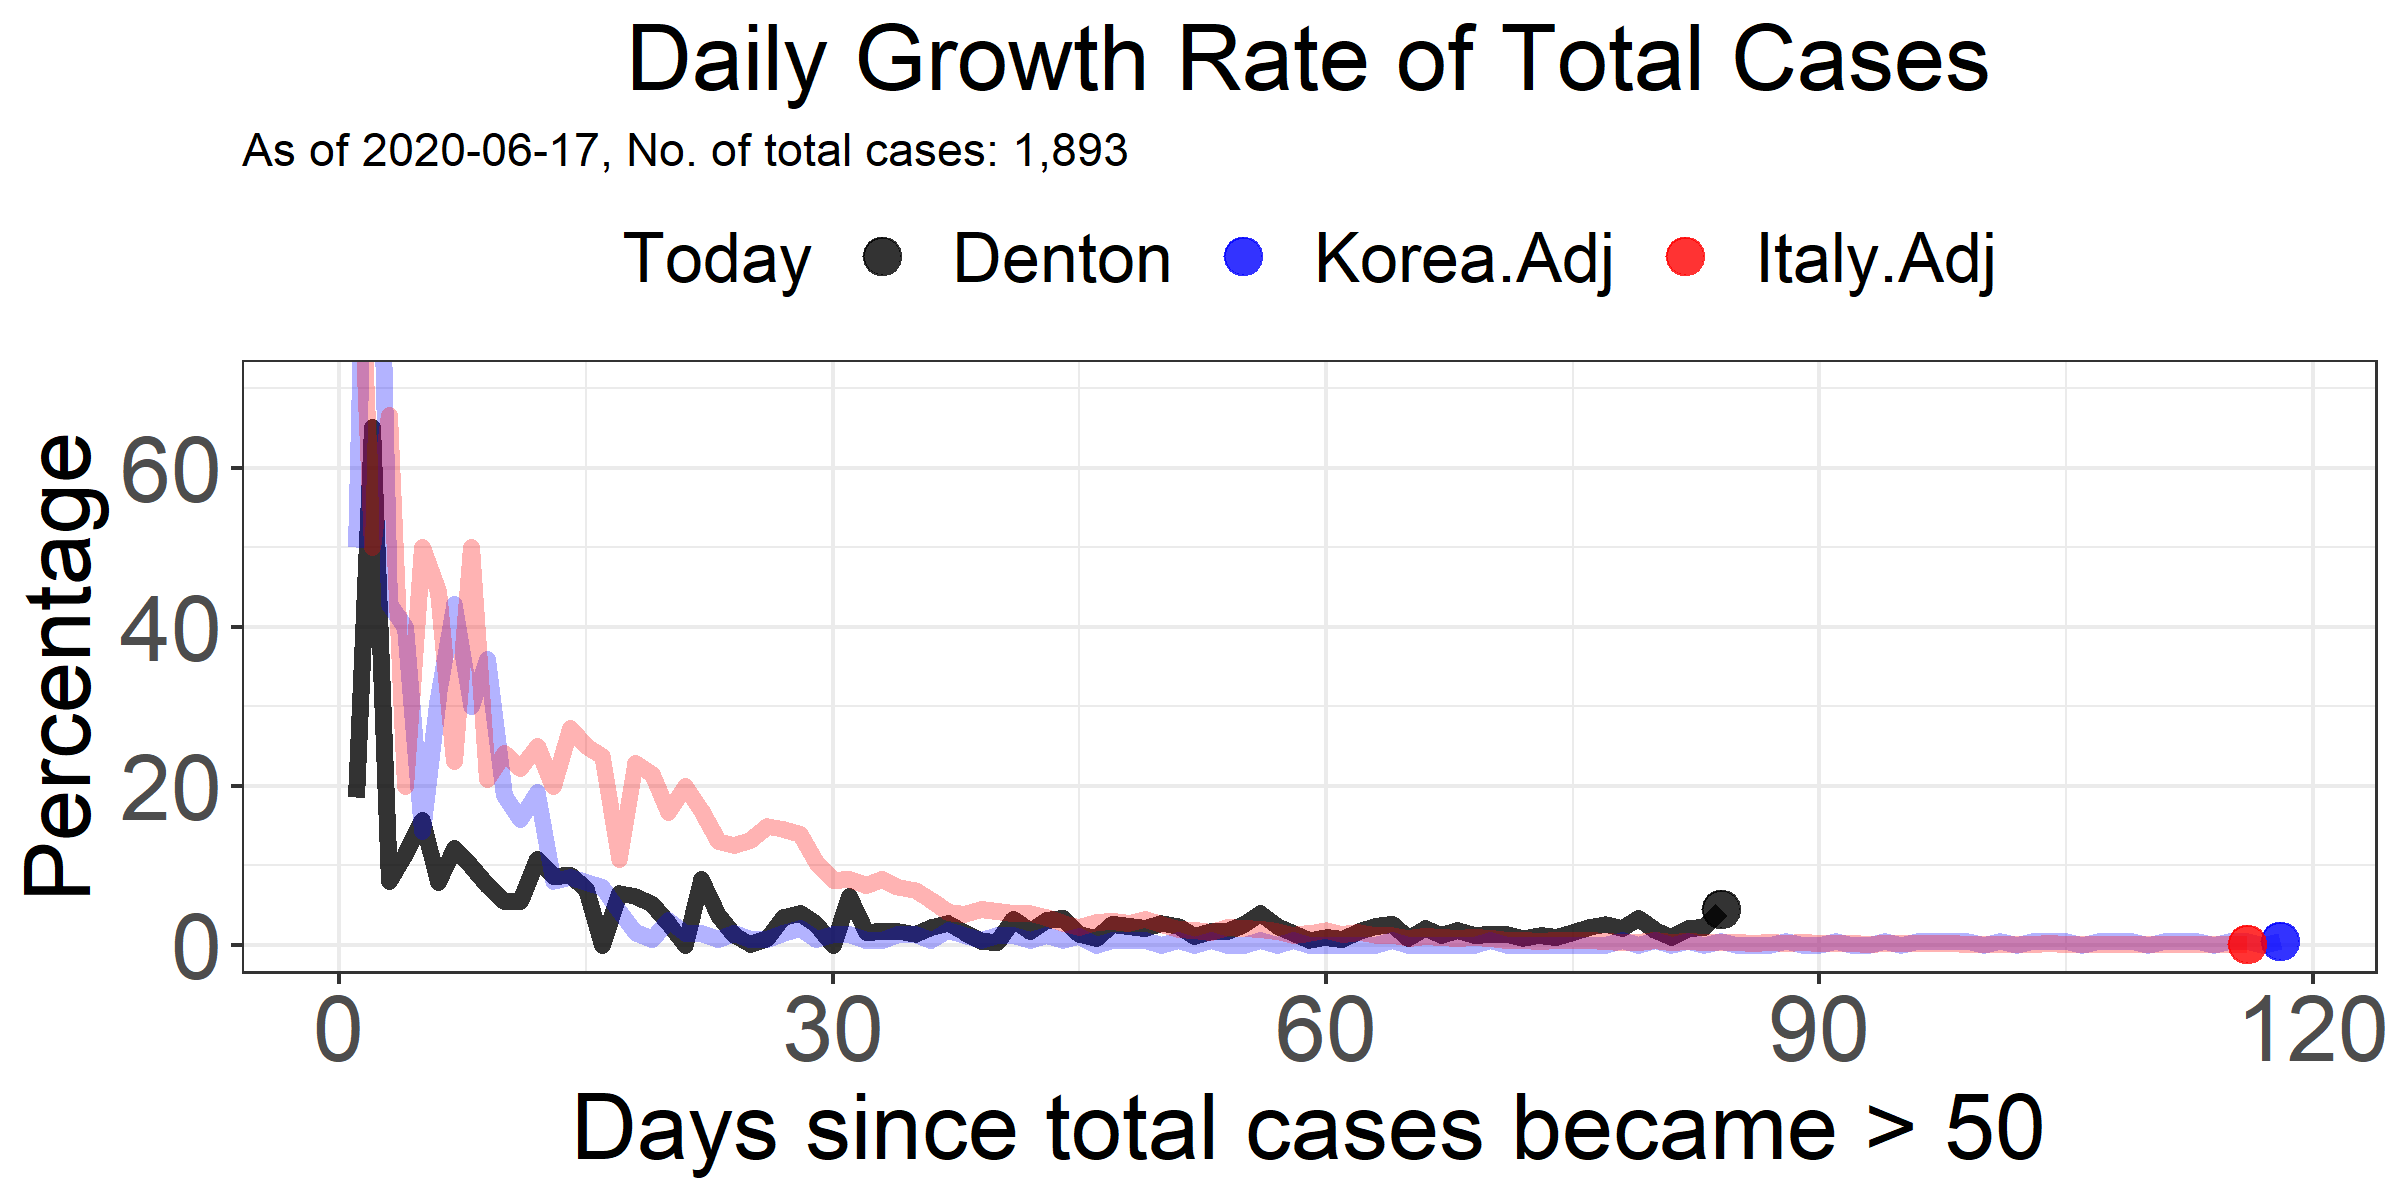 Daily Growth Rate of Total Cases
As of 2020-06-17, No. of total cases: 1,893
Today Denton Korea.Adj Italy.Adj
Percentage
60
40
20
0
0 30 60 90 120
Days since total cases became > 50